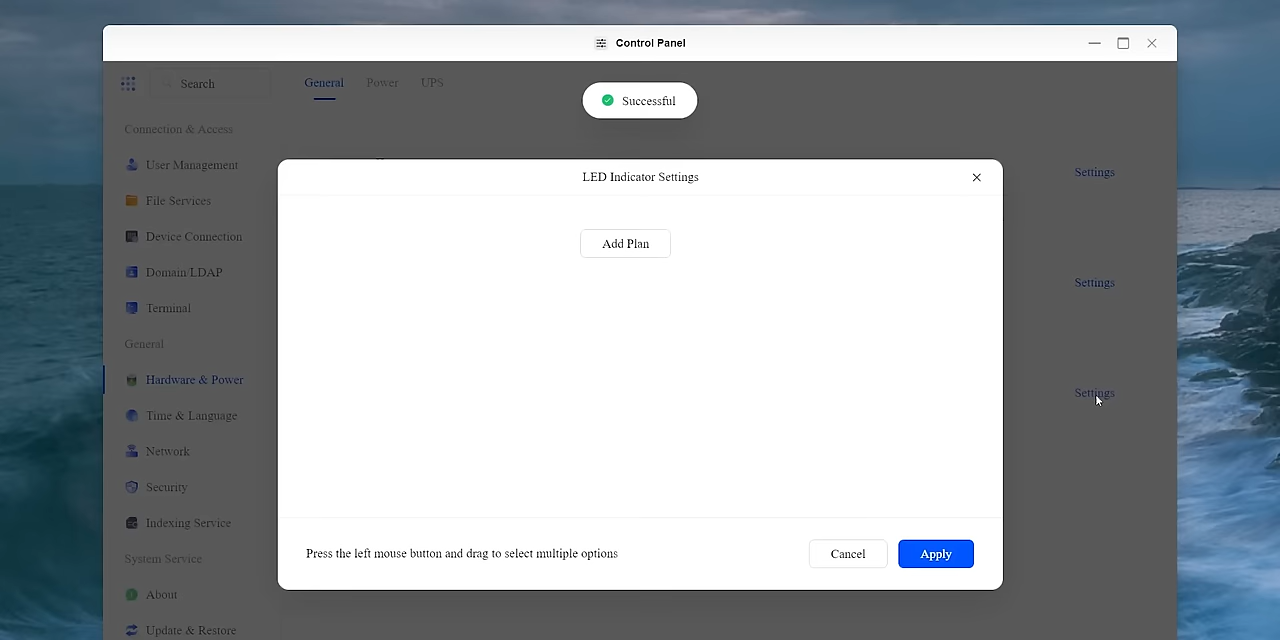 Control Panel
Search
General Power UPS
Successful
Connection & Access
User Management
File Services
Device Connection
Domain/LDAP
Terminal
General
Hardware & Power
Time & Language
Network
Security
Indexing Service
System Service
About
Update & Restore
Settings
Settings
Settings
LED Indicator Settings
Add Plan
Press the left mouse button and drag to select multiple options
Cancel Apply